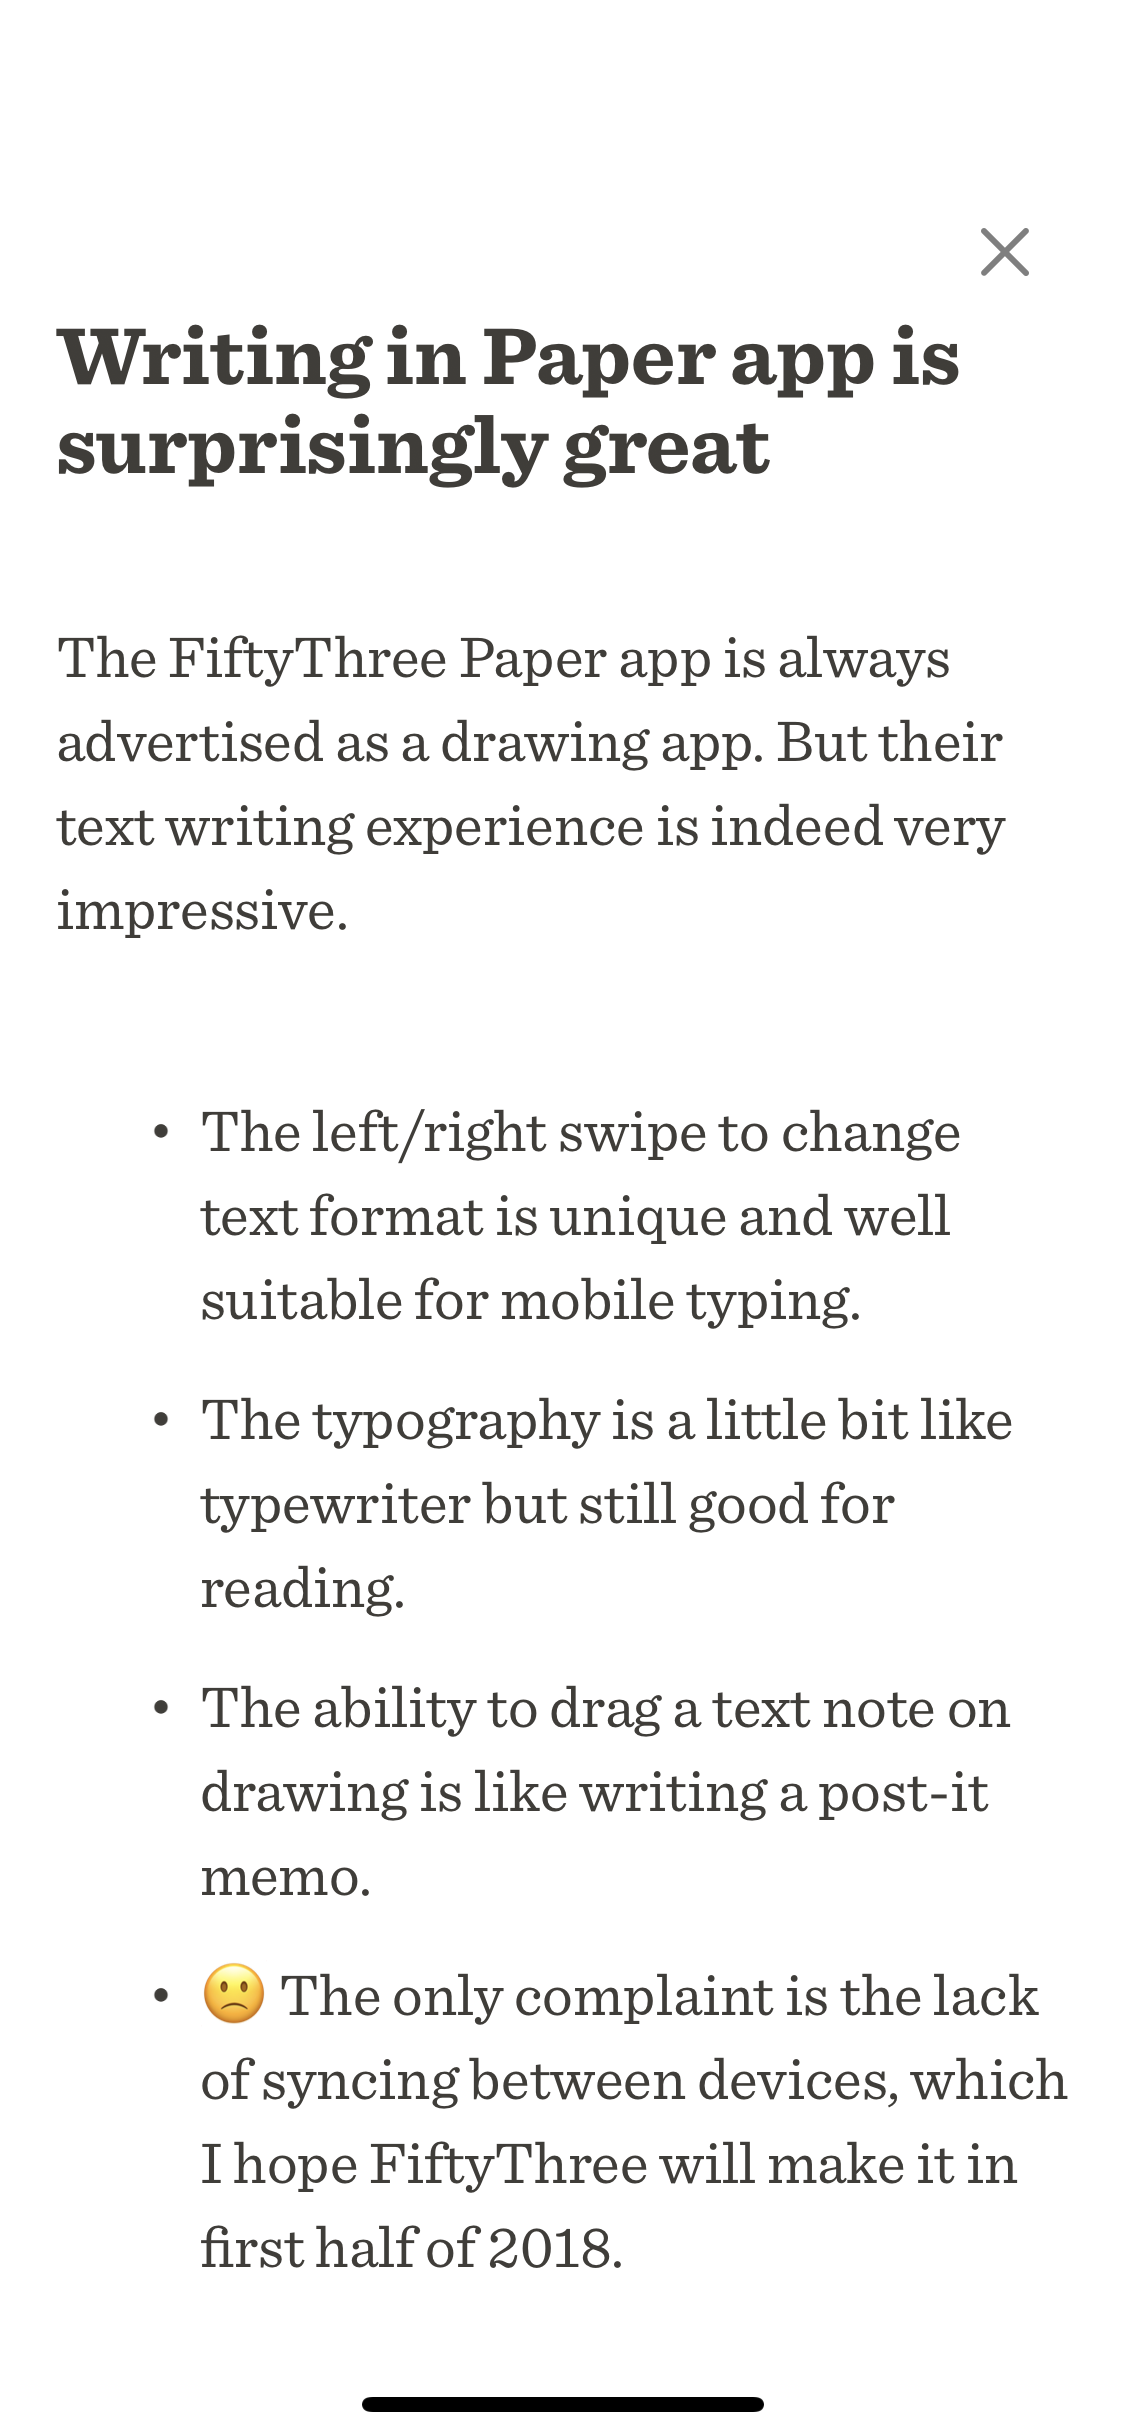 Writing in Paper app is
surprisingly great
The FiftyThree Paper app is always
advertised as a drawing app. But their
text writing experience is indeed very
impressive.
• The left/right swipe to change
text format is unique and well
suitable for mobile typing.
• The typography is a little bit like
typewriter but still good for
reading.
• The ability to drag a text note on
drawing is like writing a post-it
memo.
• 🙁 The only complaint is the lack
of syncing between devices, which
I hope FiftyThree will make it in
first half of 2018.